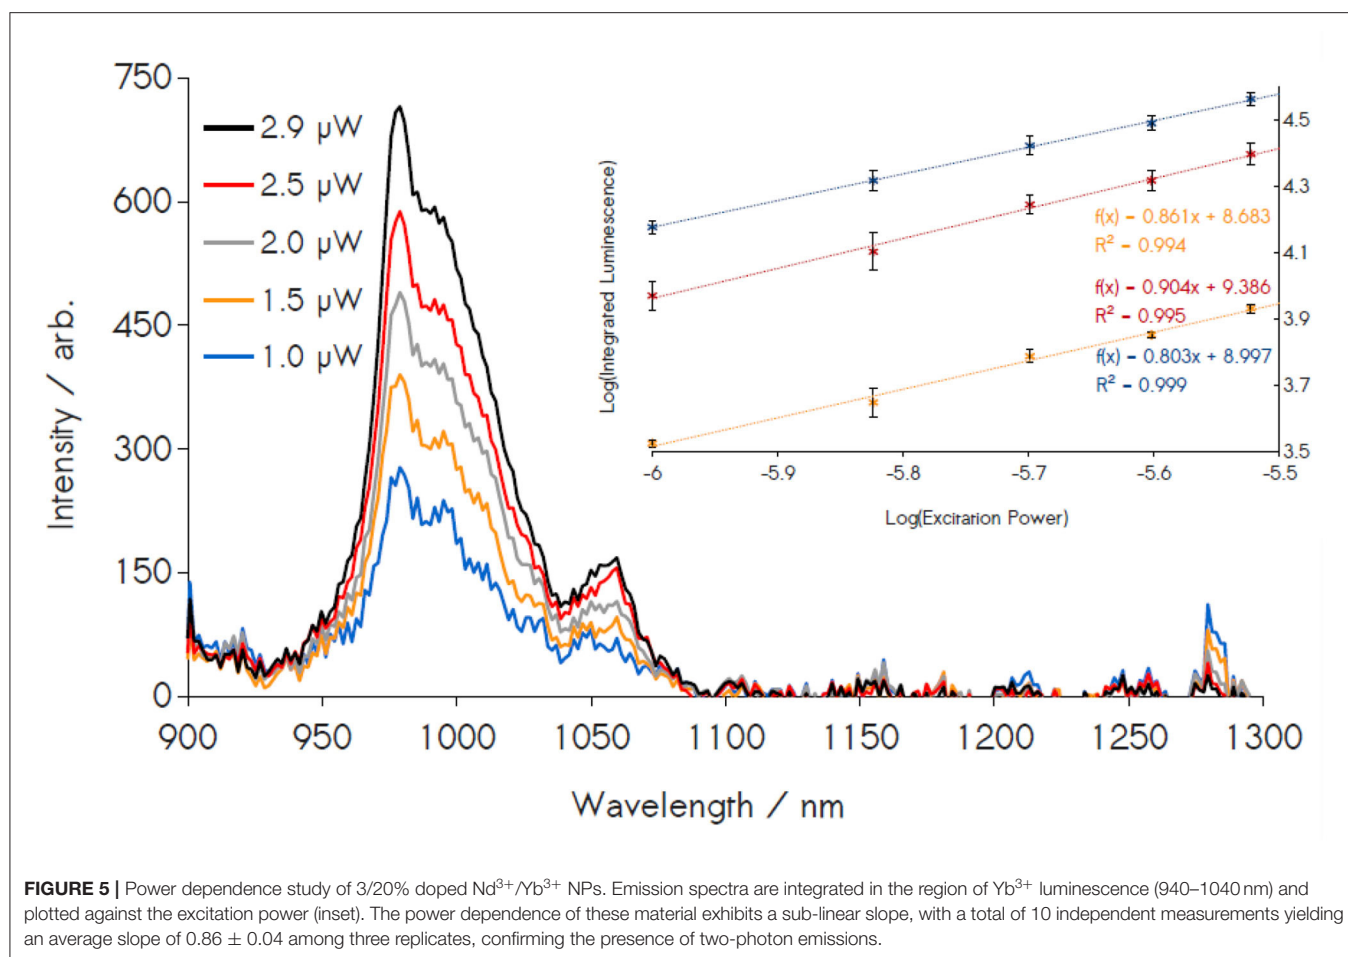 750
600
450
300
150
0
Intensity / arb.
2.9 µW
2.5 µW
2.0 µW
1.5 µW
1.0 µW
900
950
1000
1050
1100
1150
1200
1250
1300
Wavelength / nm
Log(Integrated Luminescence)
4.5
4.3
4.1
3.9
3.7
3.5
f(x) – 0.861x + 8.683
R² – 0.994
f(x) – 0.904x + 9.386
R² – 0.995
f(x) – 0.803x + 8.997
R² – 0.999
-6
-5.9
-5.8
-5.7
-5.6
-5.5
Log(Exciration Power)
FIGURE 5 | Power dependence study of 3/20% doped Nd³⁺/Yb³⁺ NPs. Emission spectra are integrated in the region of Yb³⁺ luminescence (940–1040 nm) and
plotted against the excitation power (inset). The power dependence of these material exhibits a sub-linear slope, with a total of 10 independent measurements yielding
an average slope of 0.86 ± 0.04 among three replicates, confirming the presence of two-photon emissions.